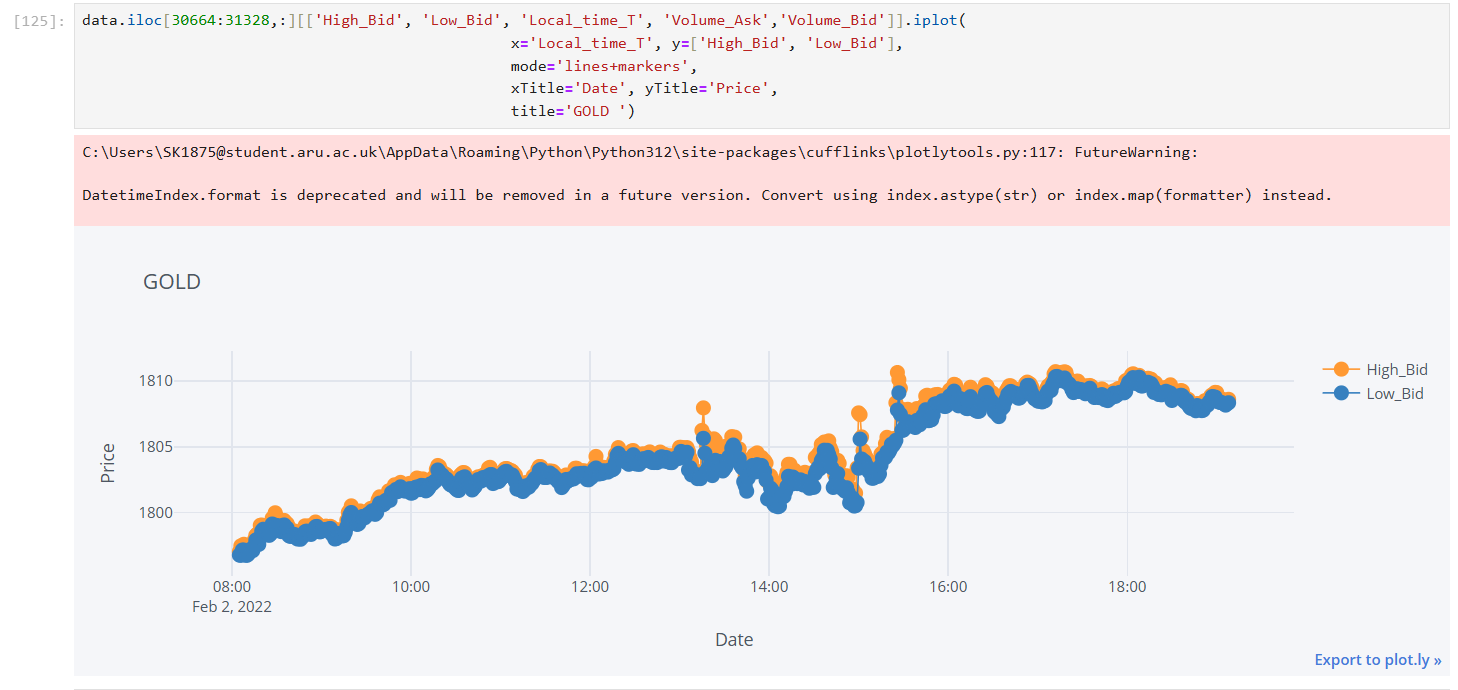 [125]: data.iloc[30664:31328,:][['High_Bid', 'Low_Bid', 'Local_time_T', 'Volume_Ask','Volume_Bid']].iplot(
x='Local_time_T', y=['High_Bid', 'Low_Bid'],
mode='lines+markers',
xTitle='Date', yTitle='Price',
title='GOLD ')
C:\Users\SK1875@student.aru.ac.uk\AppData\Roaming\Python\Python312\site-packages\cufflinks\plotlytools.py:117: FutureWarning:
DatetimeIndex.format is deprecated and will be removed in a future version. Convert using index.astype(str) or index.map(formatter) instead.
GOLD
High_Bid
Low_Bid
1810
1805
1800
Price
08:00 10:00 12:00 14:00 16:00 18:00
Feb 2, 2022
Date
Export to plot.ly »